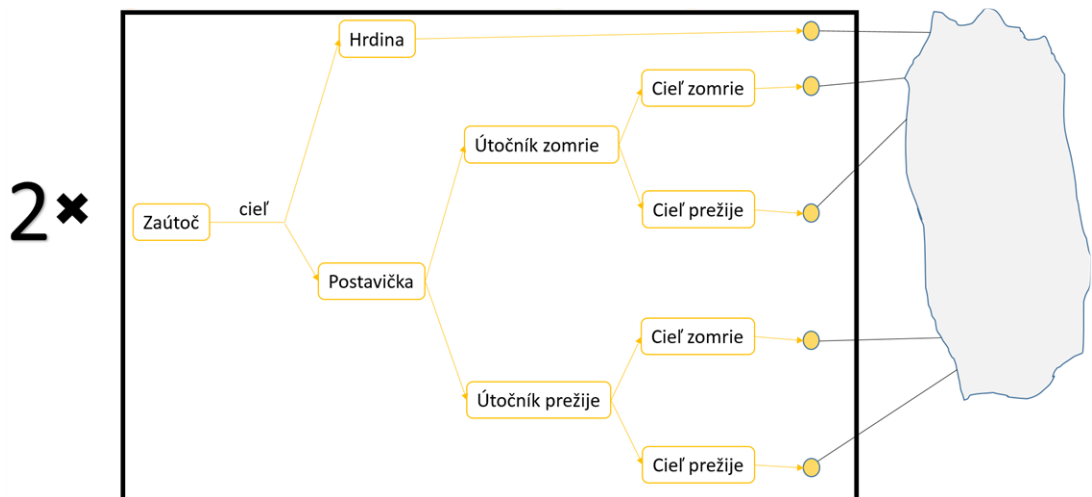 2×
Zaútoč
cieľ
Hrdina
Postavička
Útočník zomrie
Cieľ zomrie
Cieľ prežije
Útočník prežije
Cieľ zomrie
Cieľ prežije